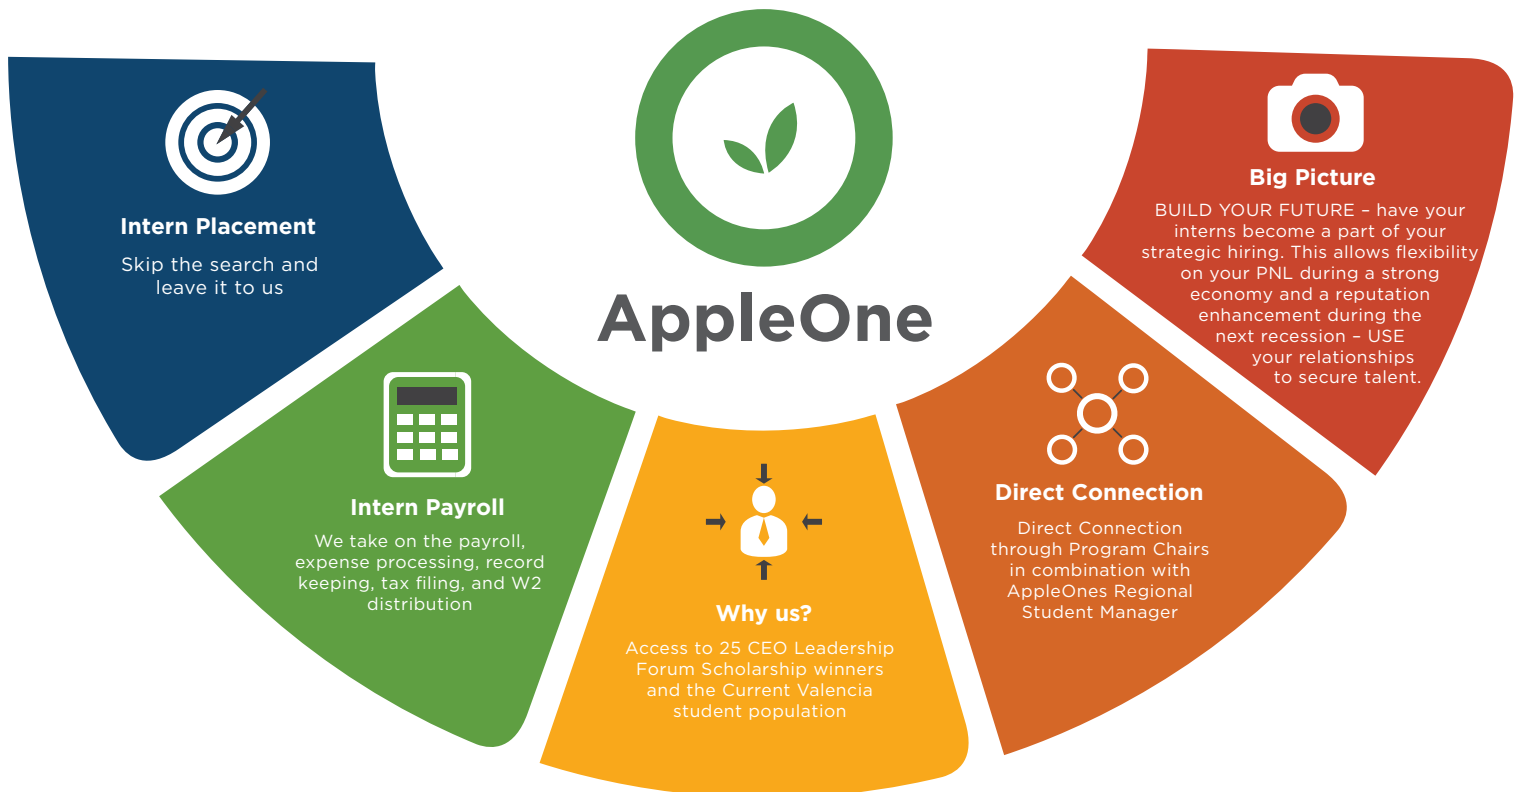 AppleOne
Intern Placement
Skip the search and
leave it to us
Intern Payroll
We take on the payroll,
expense processing, record
keeping, tax filing, and W2
distribution
Why us?
Access to 25 CEO Leadership
Forum Scholarship winners
and the Current Valencia
student population
Direct Connection
Direct Connection
through Program Chairs
in combination with
AppleOnes Regional
Student Manager
Big Picture
BUILD YOUR FUTURE – have your
interns become a part of your
strategic hiring. This allows flexibility
on your PNL during a strong
economy and a reputation
enhancement during the
next recession – USE
your relationships
to secure talent.